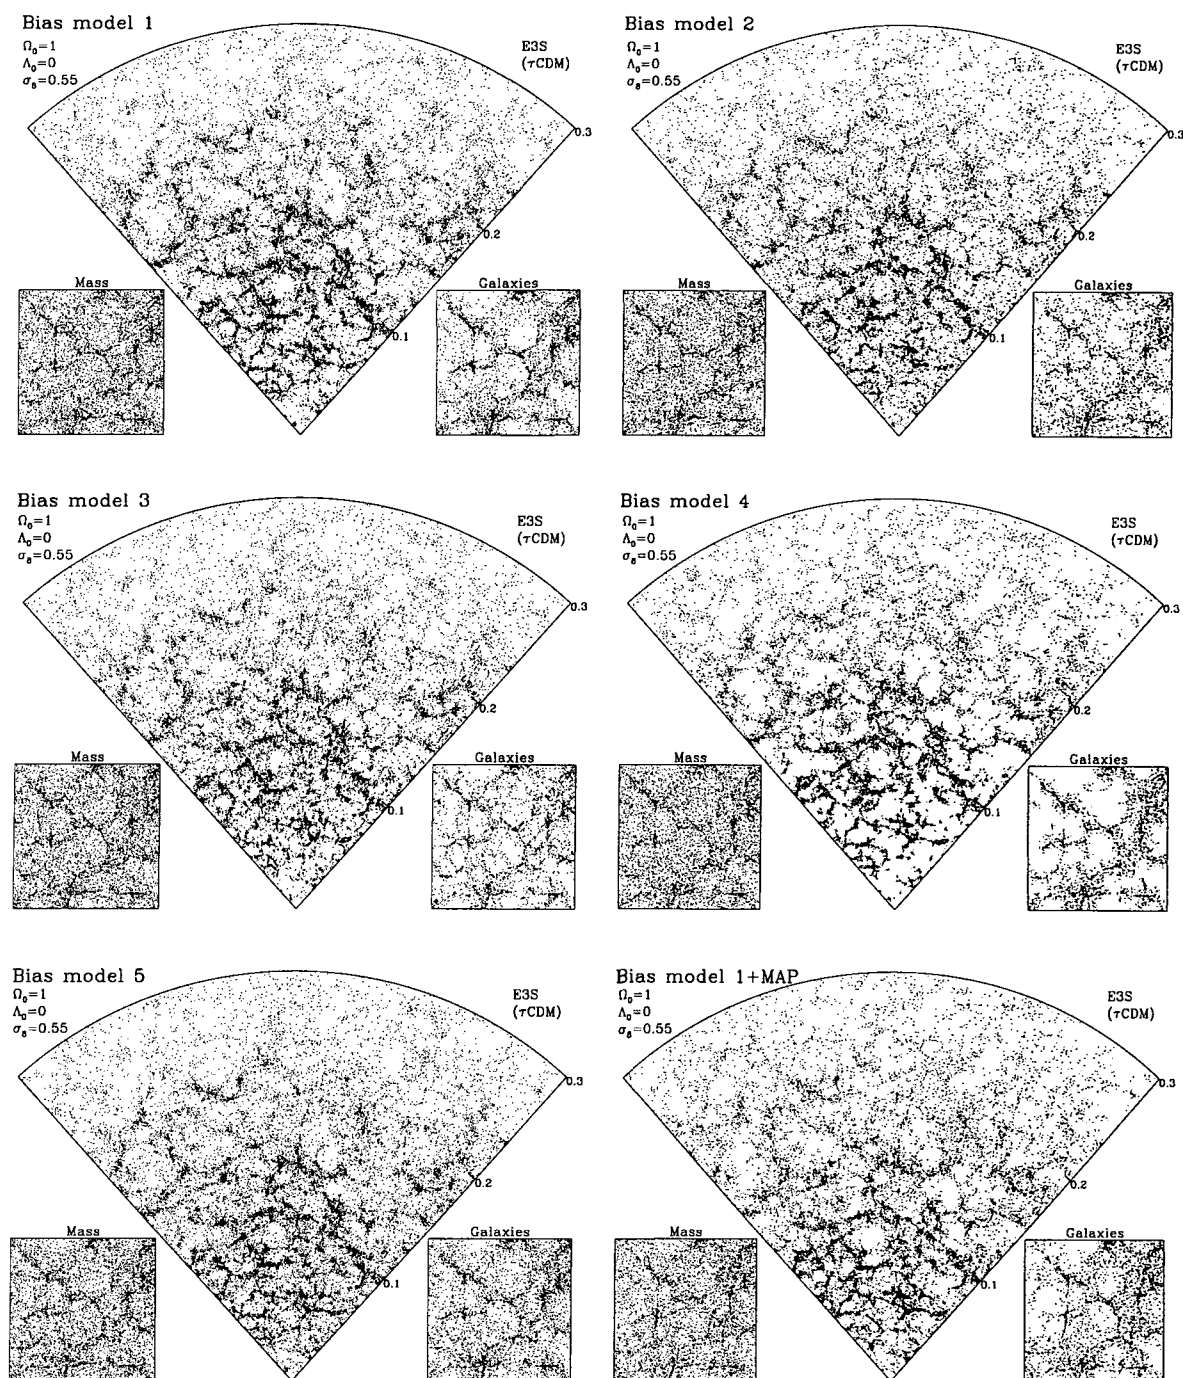 Bias model 1
Ω₀=1
Λ₀=0
σ₈=0.55
E3S
(τCDM)
0.3
0.2
0.1
Mass
Galaxies
Bias model 2
Ω₀=1
Λ₀=0
σ₈=0.55
E3S
(τCDM)
0.3
0.2
0.1
Mass
Galaxies
Bias model 3
Ω₀=1
Λ₀=0
σ₈=0.55
E3S
(τCDM)
0.3
0.2
0.1
Mass
Galaxies
Bias model 4
Ω₀=1
Λ₀=0
σ₈=0.55
E3S
(τCDM)
0.3
0.2
0.1
Mass
Galaxies
Bias model 5
Ω₀=1
Λ₀=0
σ₈=0.55
E3S
(τCDM)
0.3
0.2
0.1
Mass
Galaxies
Bias model 1+MAP
Ω₀=1
Λ₀=0
σ₈=0.55
E3S
(τCDM)
0.3
0.2
0.1
Mass
Galaxies